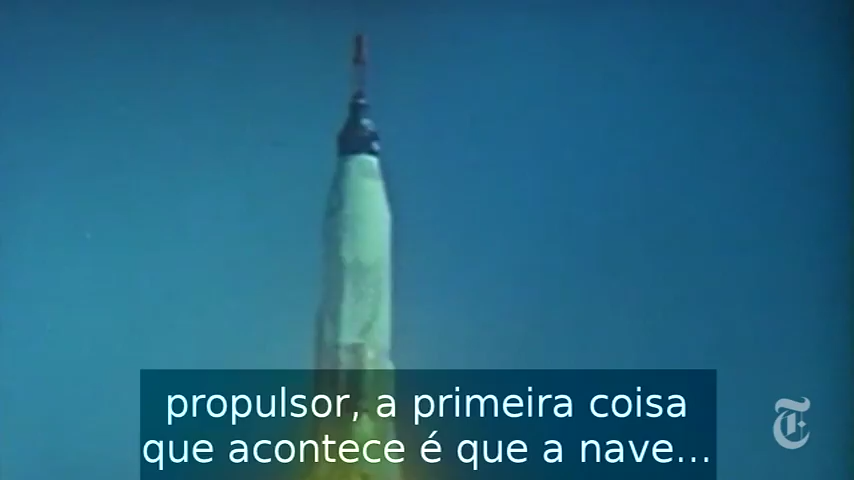 propulsor, a primeira coisa
que acontece é que a nave...